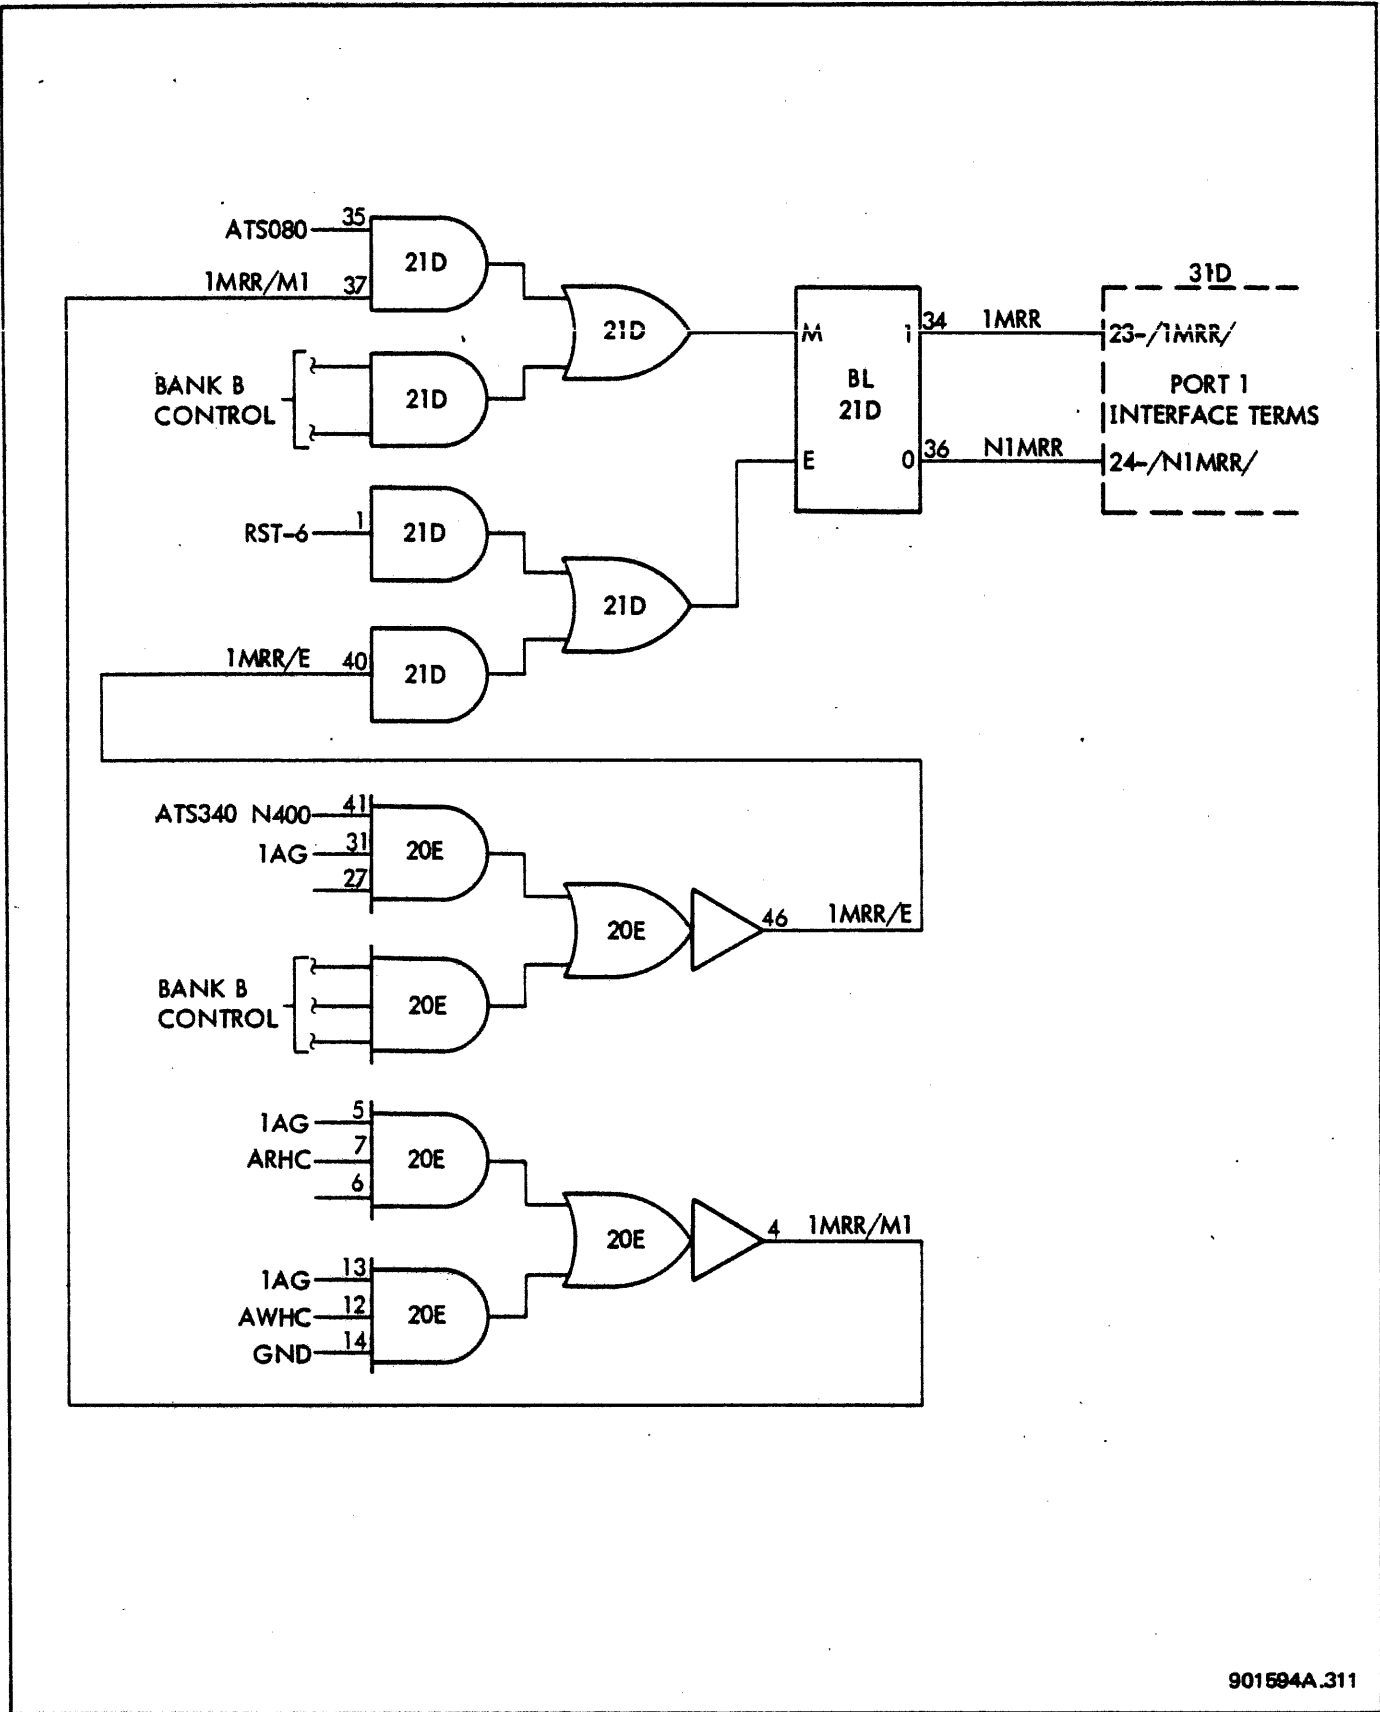 ATS080 35
21D
1MRR/M1 37
BANK B
CONTROL
21D
21D
M 1
BL
21D
E 0
34 1MRR
36 N1MRR
31D
23-/1MRR/
PORT 1
INTERFACE TERMS
24-/N1MRR/
RST-6 1
21D
21D
1MRR/E 40
21D
ATS340 N400 41
1AG 31
27
20E
20E
46 1MRR/E
BANK B
CONTROL
20E
1AG 5
ARHC 7
6
20E
20E
4 1MRR/M1
1AG 13
AWHC 12
GND 14
20E
901594A.311